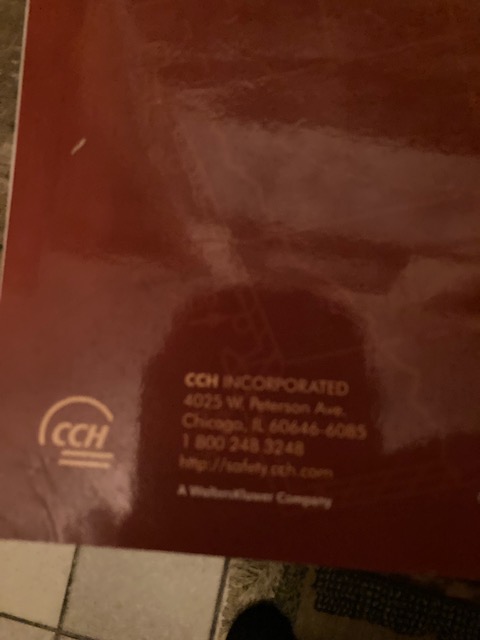 CCH INCORPORATED
4025 W. Peterson Ave.
Chicago, IL 60646-6085
1 800 248 3248
http://safety.cch.com
A WoltersKluwer Company
CCH